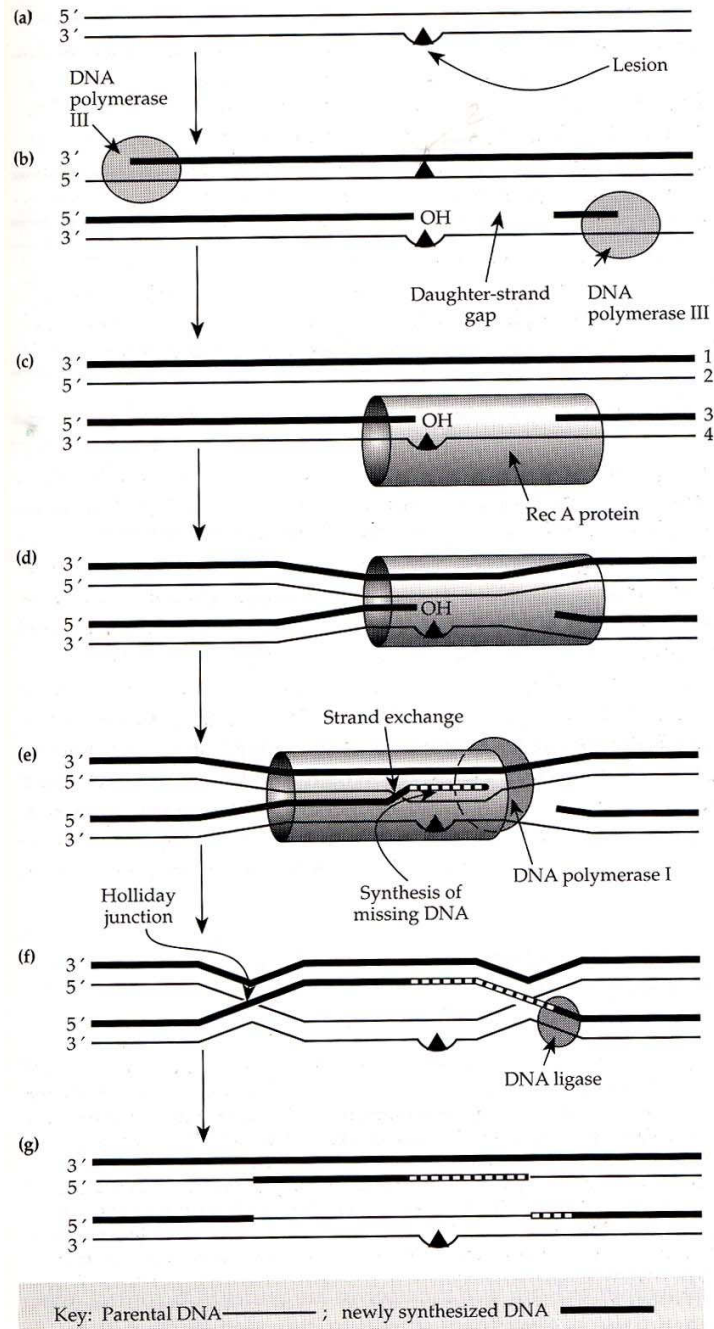 (a)
5′
3′
Lesion
DNA
polymerase
III
(b)
3′
5′
5′
OH
3′
Daughter-strand
gap
DNA
polymerase III
(c)
3′
1
5′
2
5′
OH
3
3′
4
Rec A protein
(d)
3′
5′
5′
OH
3′
Strand exchange
(e)
3′
5′
5′
3′
DNA polymerase I
Synthesis of
missing DNA
Holliday
junction
(f)
3′
5′
5′
3′
DNA ligase
(g)
3′
5′
5′
3′
Key: Parental DNA ; newly synthesized DNA